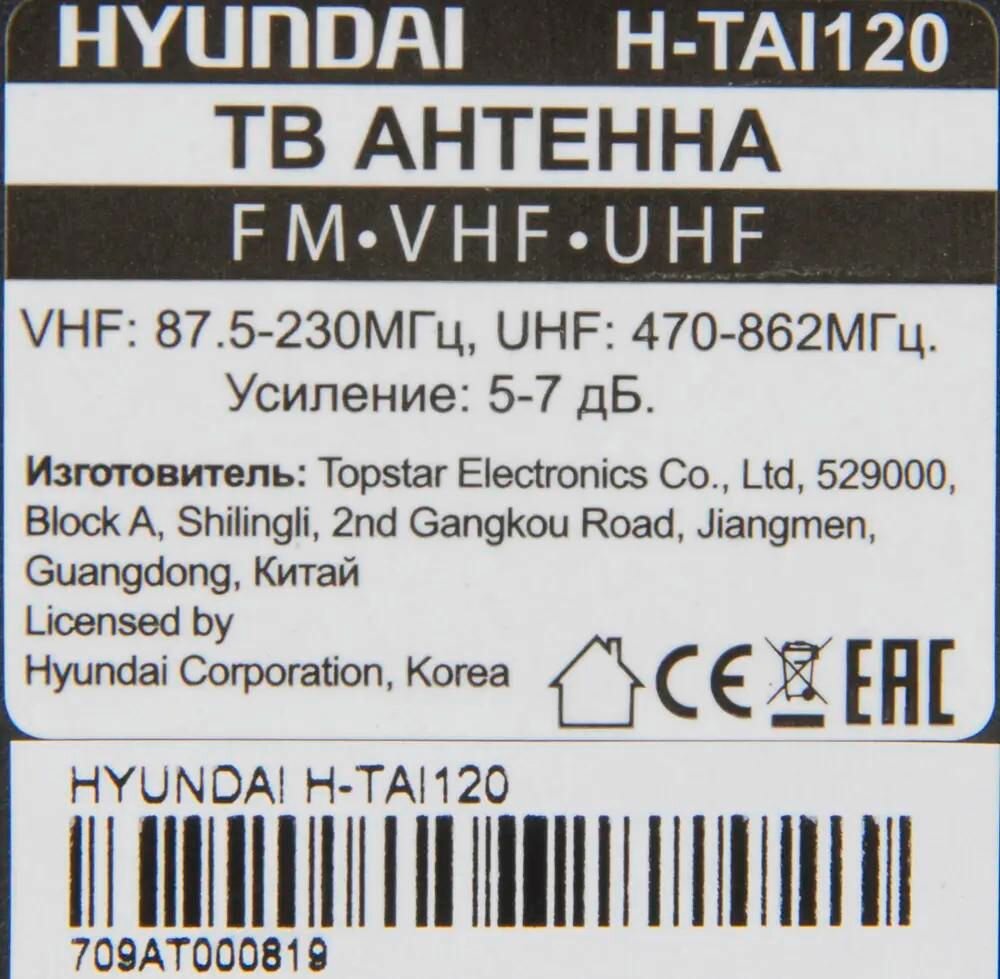 HYUNDAI H-TAI120
ТВ АНТЕННА
FM•VHF•UHF
VHF: 87.5-230МГц, UHF: 470-862МГц.
Усиление: 5-7 дБ.
Изготовитель: Topstar Electronics Co., Ltd, 529000,
Block A, Shilingli, 2nd Gangkou Road, Jiangmen,
Guangdong, Китай
Licensed by
Hyundai Corporation, Korea
CE EAC
HYUNDAI H-TAI120
709AT000819